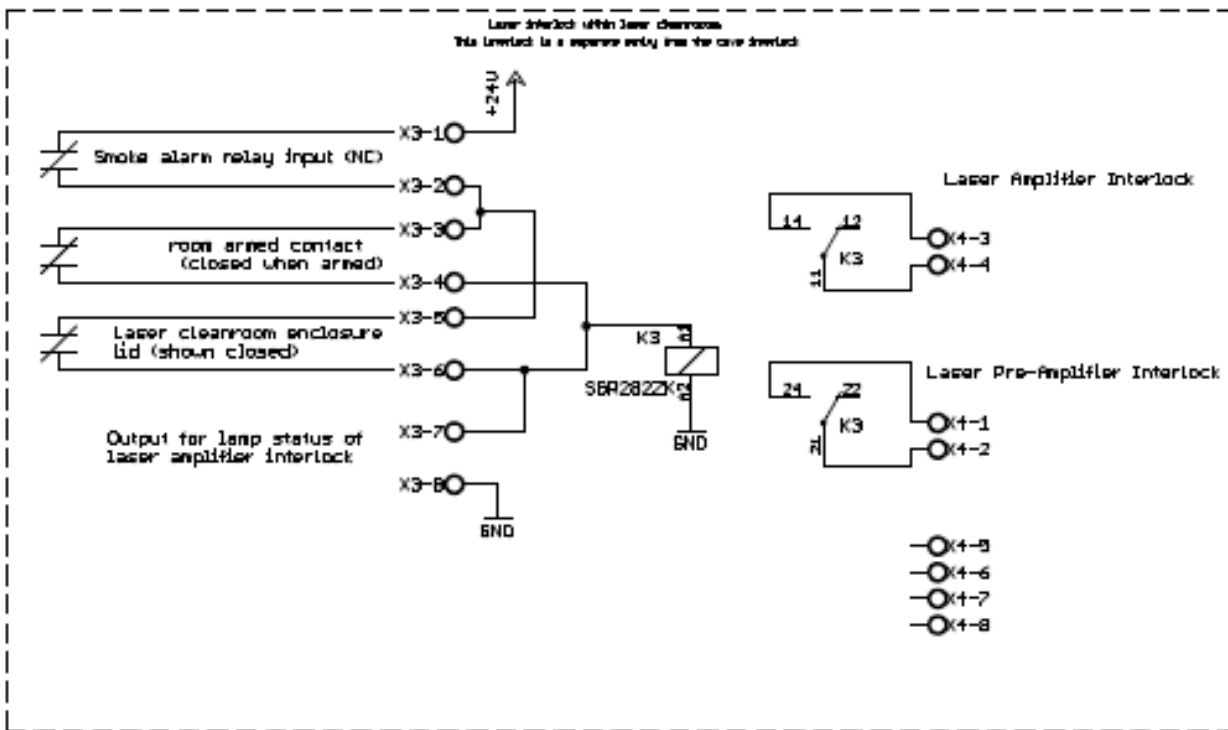 Laser interlock within laser cleanroom
This interlock is a separate entity from the cave interlock
+24V
X3-1
Smoke alarm relay input (NC)
X3-2
X3-3
room armed contact
(closed when armed)
X3-4
X3-5
Laser cleanroom enclosure
lid (shown closed)
X3-6
Output for lamp status of
laser amplifier interlock
X3-7
X3-8
GND
K3
A1
A2
GND
Laser Amplifier Interlock
14
12
11
K3
X4-3
X4-4
Laser Pre-Amplifier Interlock
24
22
21
K3
X4-1
X4-2
X4-5
X4-6
X4-7
X4-8